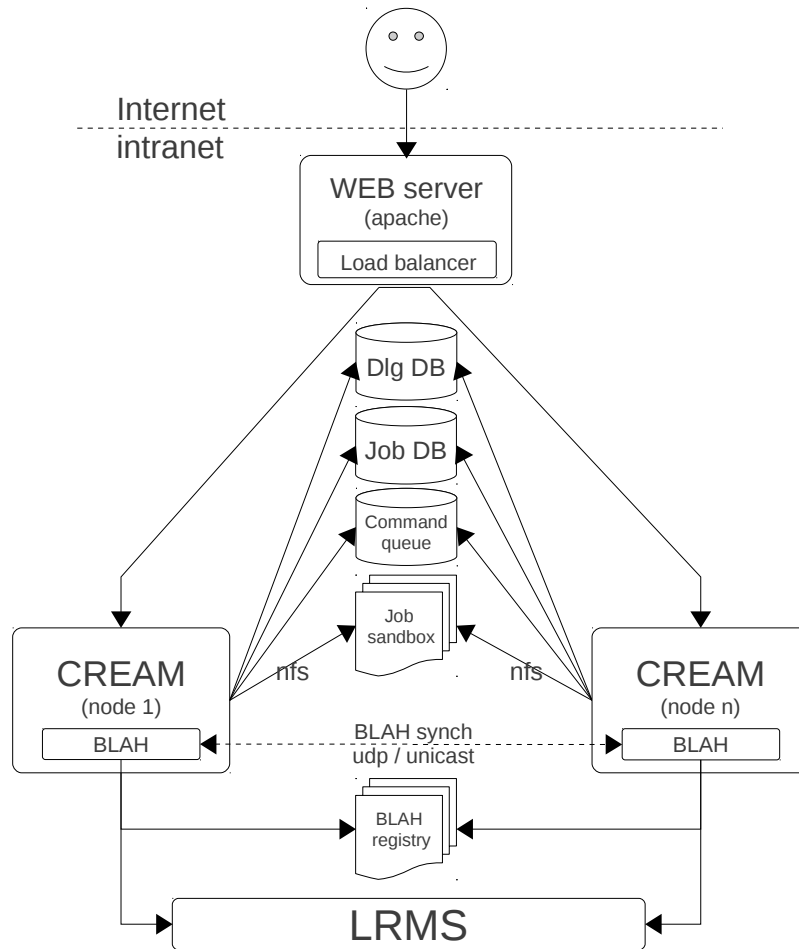 Internet
intranet
WEB server
(apache)
Load balancer
Dlg DB
Job DB
Command
queue
Job
sandbox
nfs
nfs
CREAM
(node 1)
BLAH
CREAM
(node n)
BLAH
BLAH synch
udp / unicast
BLAH
registry
LRMS